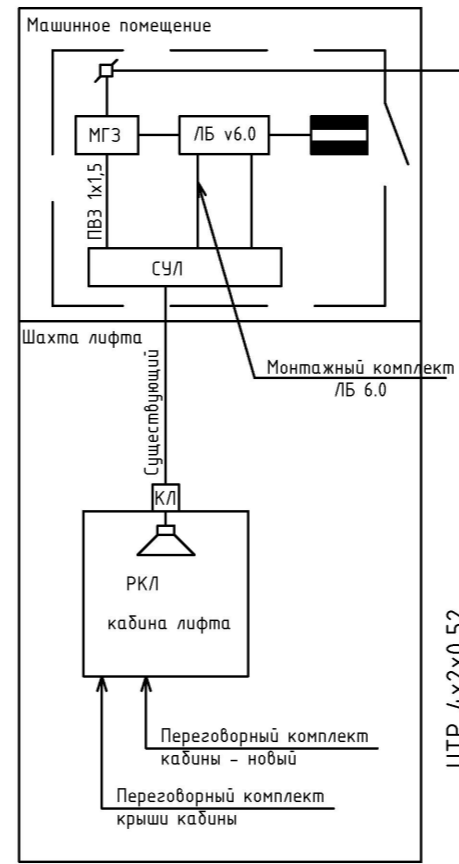 Машинное помещение
МГЗ
ЛБ v6.0
ПВЗ 1х1,5
СУЛ
Шахта лифта
Существующий
Монтажный комплект
ЛБ 6.0
КЛ
РКЛ
кабина лифта
UTP 4х2х0,52
Переговорный комплект
кабины - новый
Переговорный комплект
крыши кабины